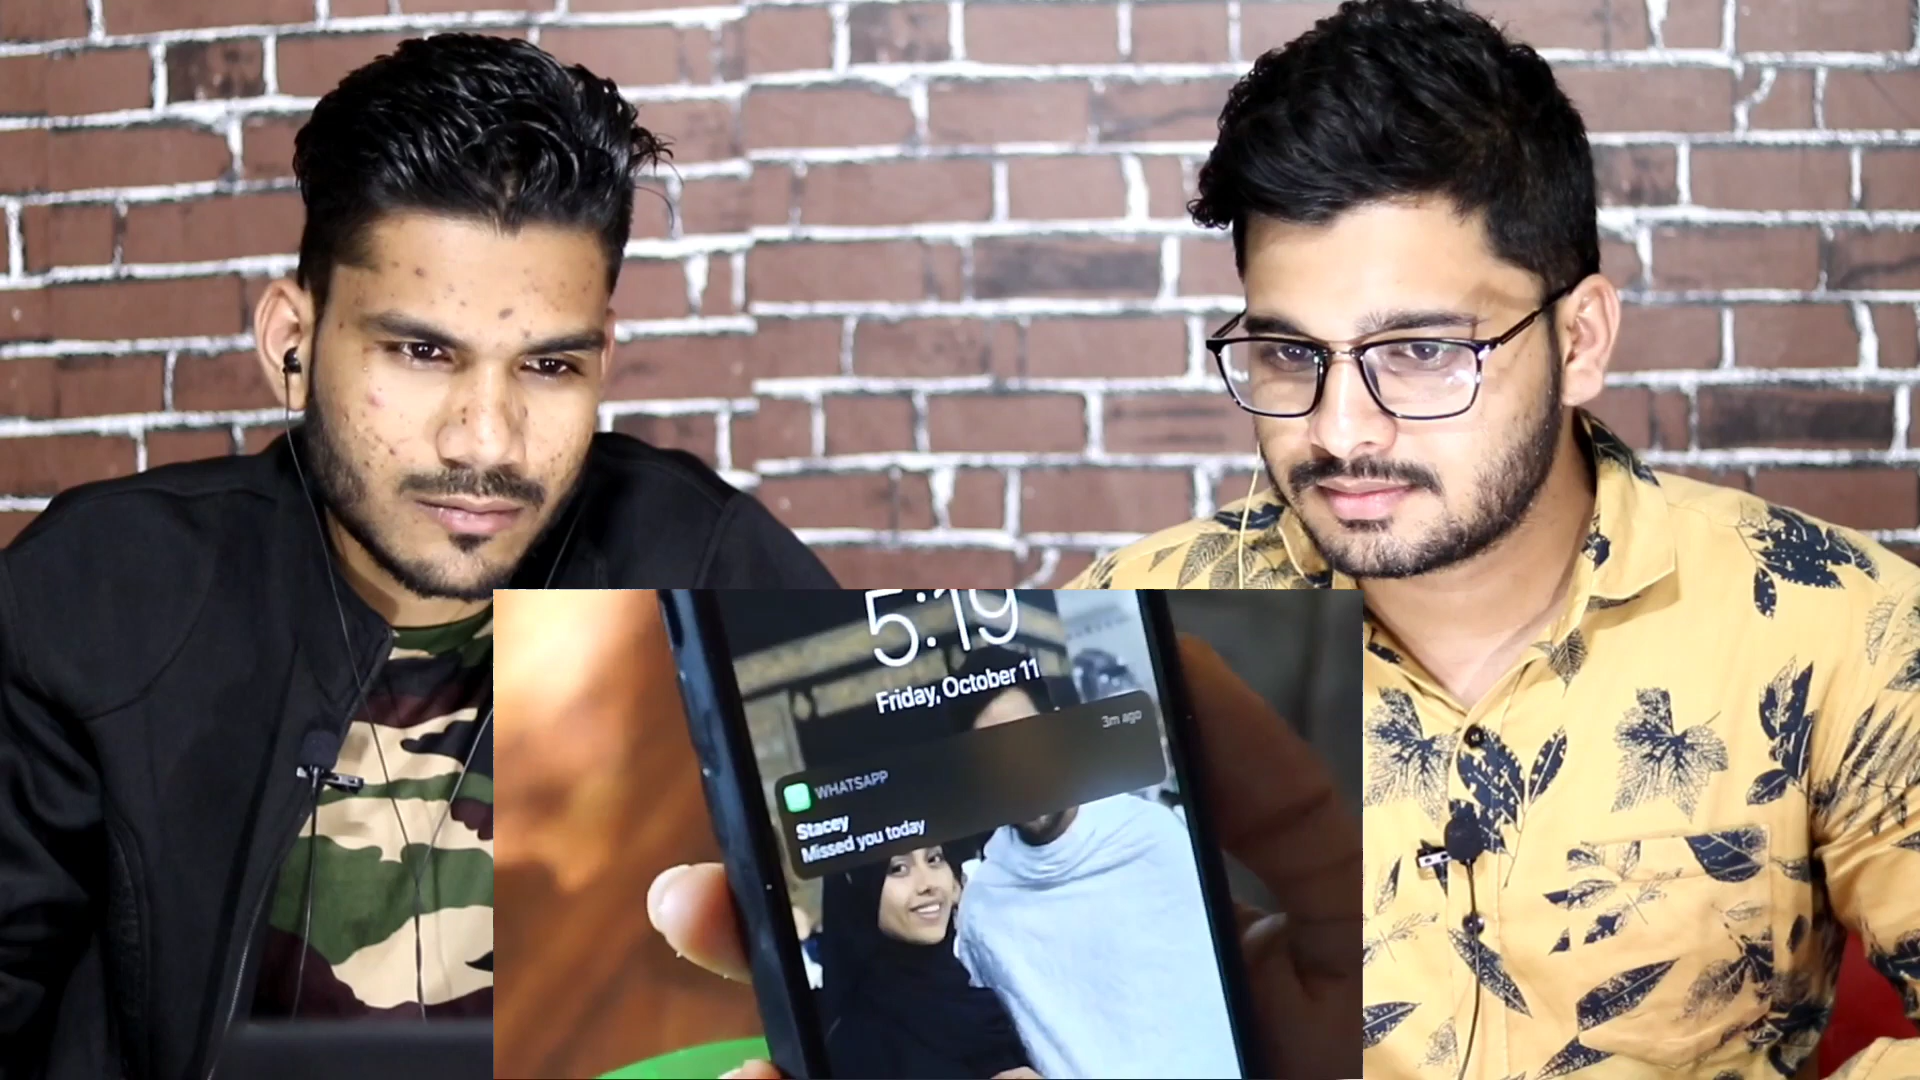 5:19
Friday, October 11
3m ago
WHATSAPP
Stacey
Missed you today